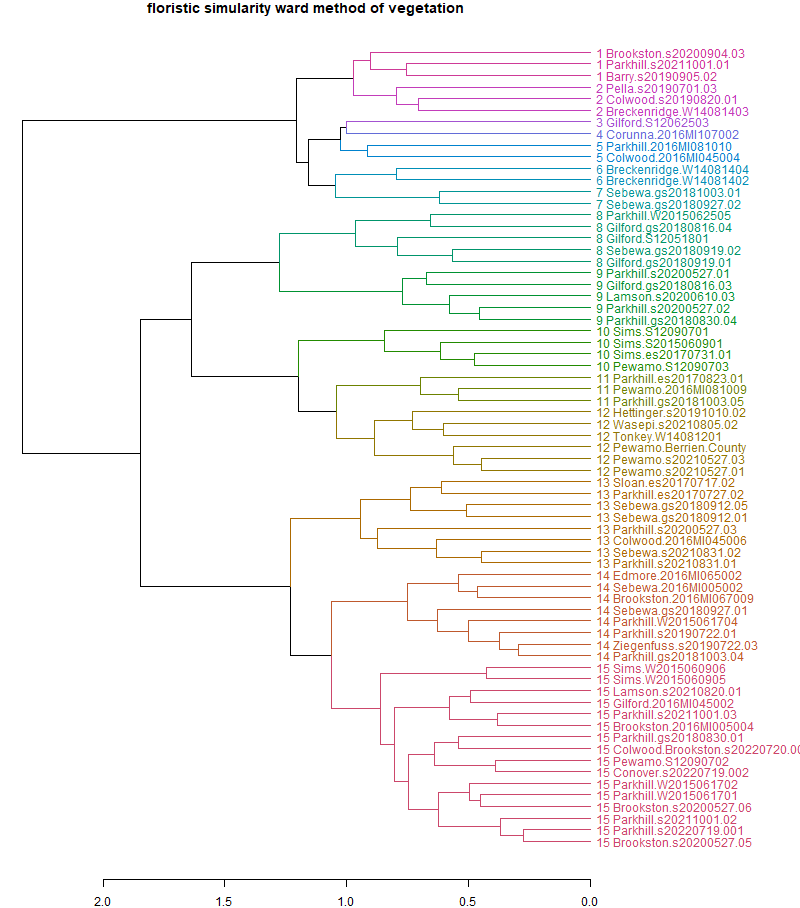 floristic simularity ward method of vegetation
1 Brookston.s20200904.03
1 Parkhill.s20211001.01
1 Barry.s20190905.02
2 Pella.s20190701.03
2 Colwood.s20190820.01
2 Breckenridge.W14081403
3 Gilford.S12062503
4 Corunna.2016MI107002
5 Parkhill.2016MI081010
5 Colwood.2016MI045004
6 Breckenridge.W14081404
6 Breckenridge.W14081402
7 Sebewa.gs20181003.01
7 Sebewa.gs20180927.02
8 Parkhill.W2015062505
8 Gilford.gs20180816.04
8 Gilford.S12051801
8 Sebewa.gs20180919.02
8 Gilford.gs20180919.01
9 Parkhill.s20200527.01
9 Gilford.gs20180816.03
9 Lamson.s20200610.03
9 Parkhill.s20200527.02
9 Parkhill.gs20180830.04
10 Sims.S12090701
10 Sims.S2015060901
10 Sims.es20170731.01
10 Pewamo.S12090703
11 Parkhill.es20170823.01
11 Pewamo.2016MI081009
11 Parkhill.gs20181003.05
12 Hettinger.s20191010.02
12 Wasepi.s20210805.02
12 Tonkey.W14081201
12 Pewamo.Berrien.County
12 Pewamo.s20210527.03
12 Pewamo.s20210527.01
13 Sloan.es20170717.02
13 Parkhill.es20170727.02
13 Sebewa.gs20180912.05
13 Sebewa.gs20180912.01
13 Parkhill.s20200527.03
13 Colwood.2016MI045006
13 Sebewa.s20210831.02
13 Parkhill.s20210831.01
14 Edmore.2016MI065002
14 Sebewa.2016MI005002
14 Brookston.2016MI067009
14 Sebewa.gs20180927.01
14 Parkhill.W2015061704
14 Parkhill.s20190722.01
14 Ziegenfuss.s20190722.03
14 Parkhill.gs20181003.04
15 Sims.W2015060906
15 Sims.W2015060905
15 Lamson.s20210820.01
15 Gilford.2016MI045002
15 Parkhill.s20211001.03
15 Brookston.2016MI005004
15 Parkhill.gs20180830.01
15 Colwood.Brookston.s20220720.00
15 Pewamo.S12090702
15 Conover.s20220719.002
15 Parkhill.W2015061702
15 Parkhill.W2015061701
15 Brookston.s20200527.06
15 Parkhill.s20211001.02
15 Parkhill.s20220719.001
15 Brookston.s20200527.05
2.0 1.5 1.0 0.5 0.0